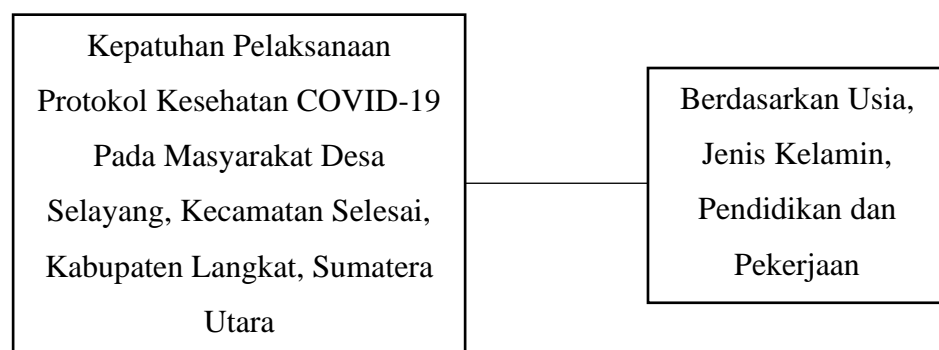 Kepatuhan Pelaksanaan
Protokol Kesehatan COVID-19
Pada Masyarakat Desa
Selayang, Kecamatan Selesai,
Kabupaten Langkat, Sumatera
Utara
Berdasarkan Usia,
Jenis Kelamin,
Pendidikan dan
Pekerjaan